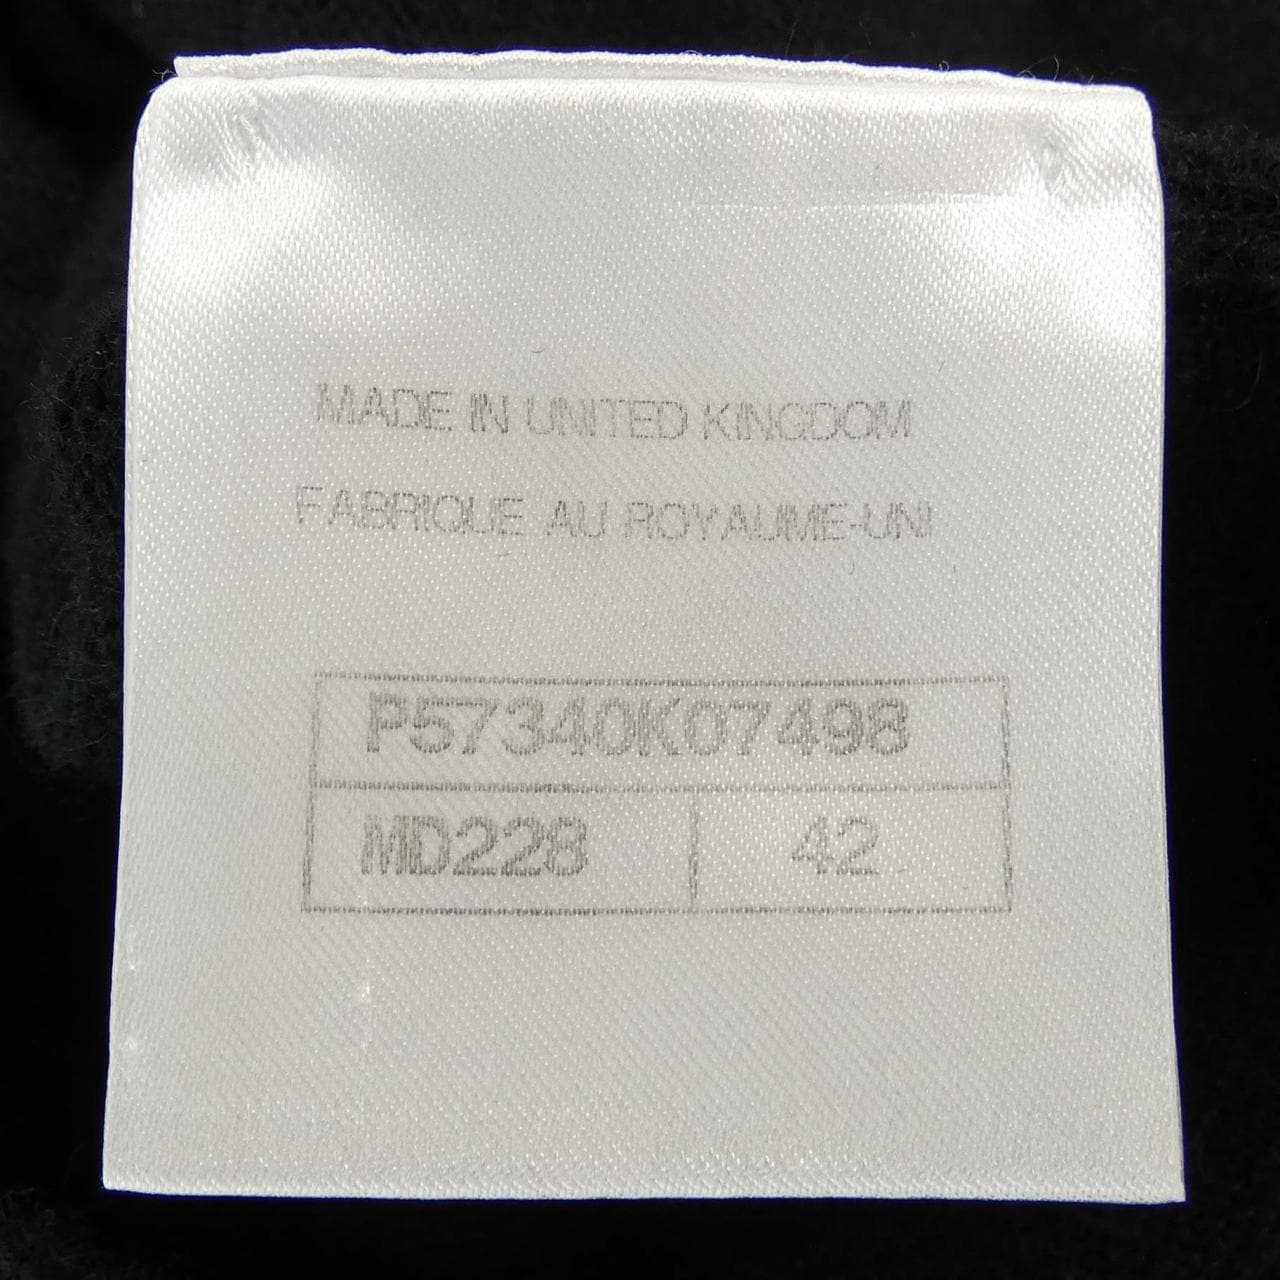 MADE IN UNITED KINGDOM
FABRIQUE AU ROYAUME-UNI
P57340K07498
MD228 42